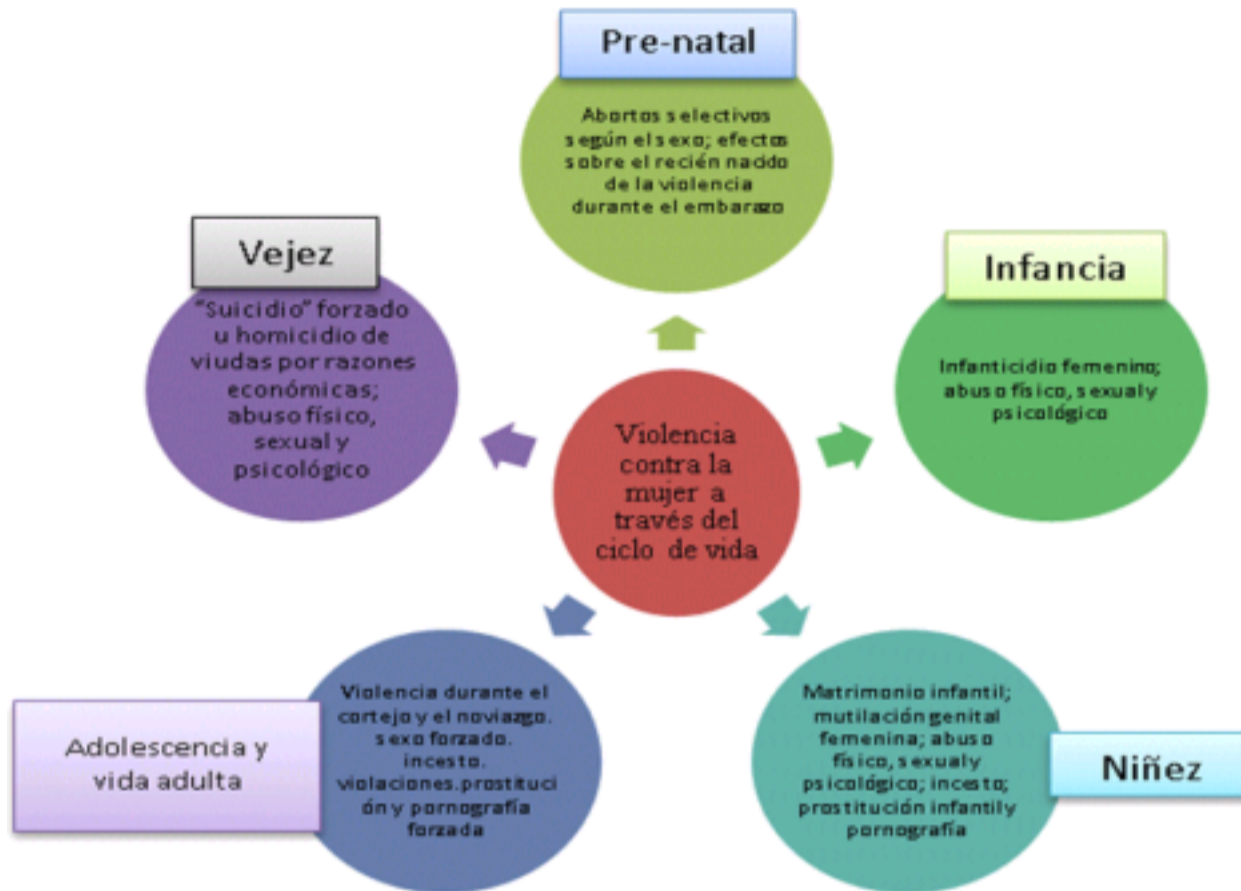 Pre-natal
Abortos selectivos
según el sexo; efectos
sobre el recién nacido
de la violencia
durante el embarazo
Infancia
Infanticidio femenino;
abuso físico, sexual y
psicológico
Niñez
Matrimonio infantil;
mutilación genital
femenina; abuso
físico, sexual y
psicológico; incesto;
prostitución infantil y
pornografía
Adolescencia y
vida adulta
Violencia durante el
cortejo y el noviazgo.
sexo forzado.
incesto.
violaciones.prostituci
ón y pornografía
forzada
Vejez
"Suicidio" forzado
u homicidio de
viudas por razones
económicas;
abuso físico,
sexual y
psicológico
Violencia
contra la
mujer a
través del
ciclo de vida